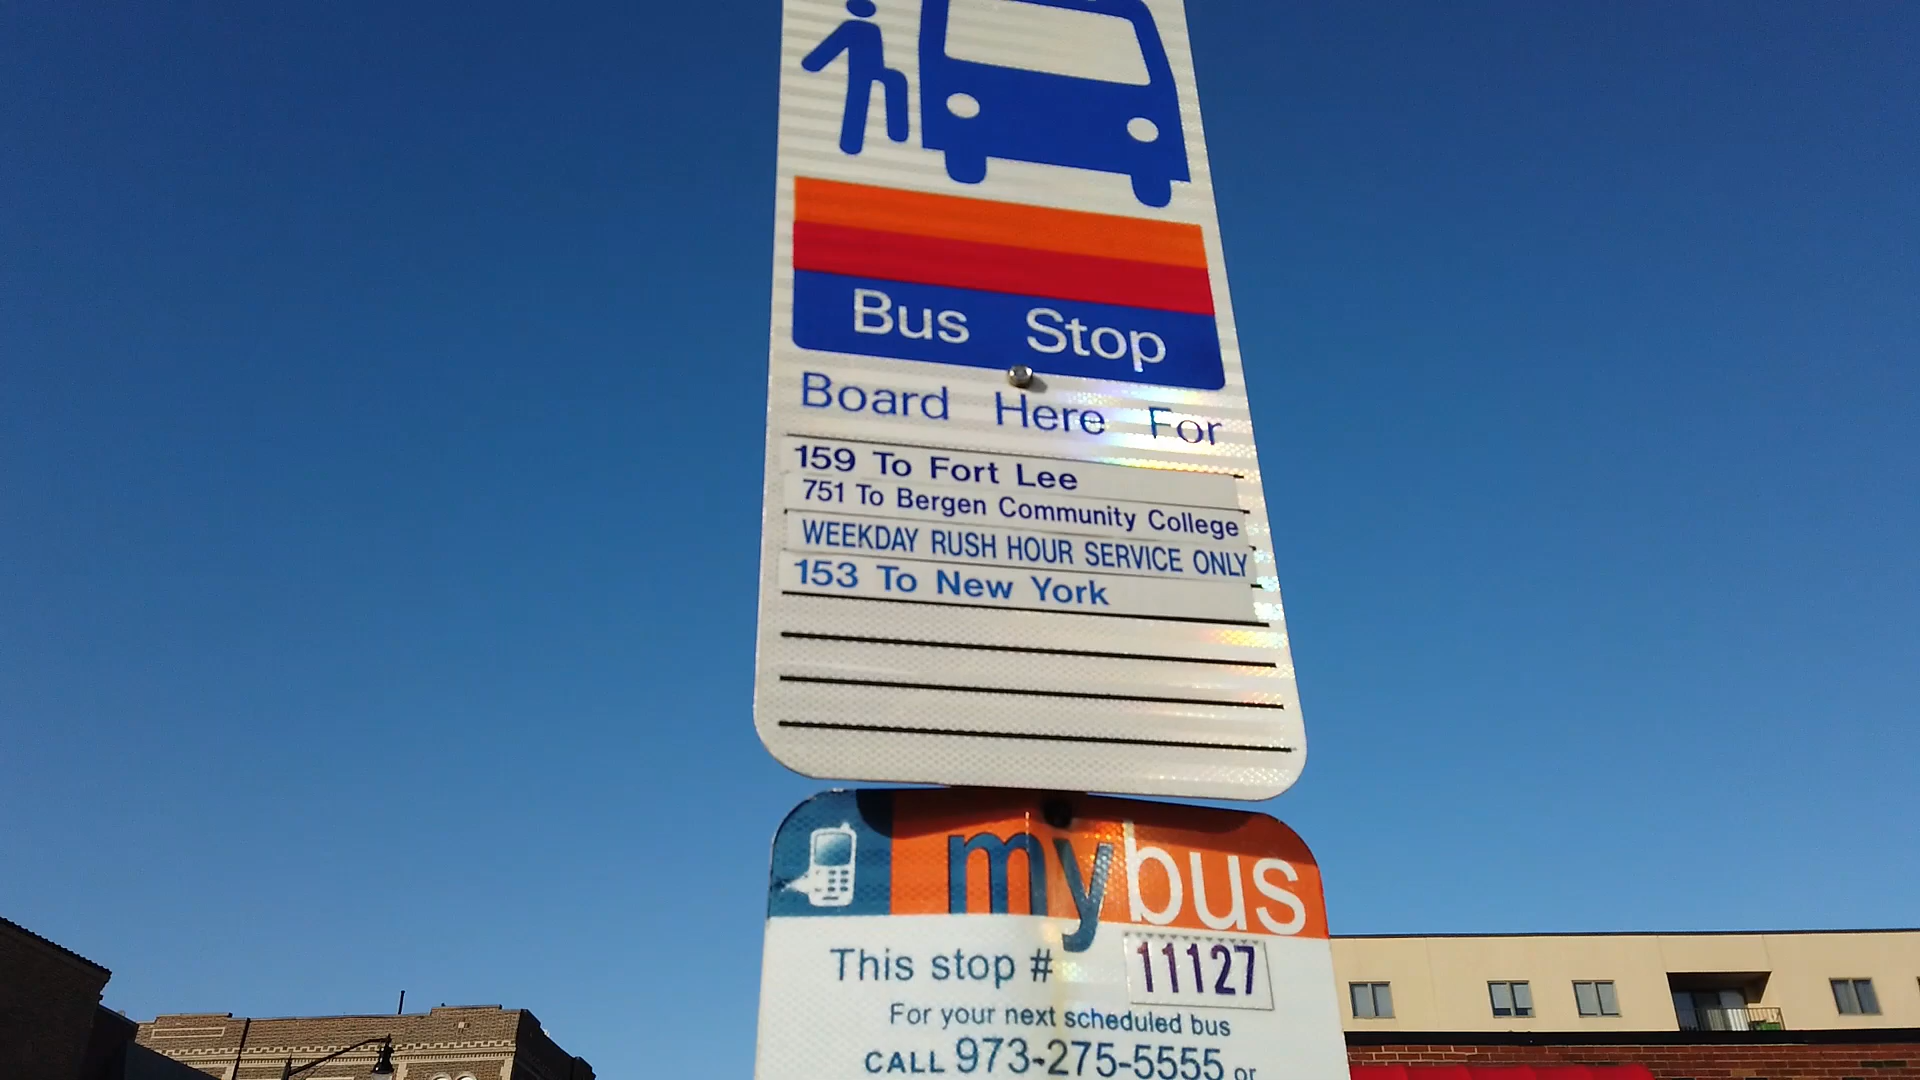 Bus Stop
Board Here For
159 To Fort Lee
751 To Bergen Community College
WEEKDAY RUSH HOUR SERVICE ONLY
153 To New York
mybus
This stop # 11127
For your next scheduled bus
CALL 973-275-5555 or